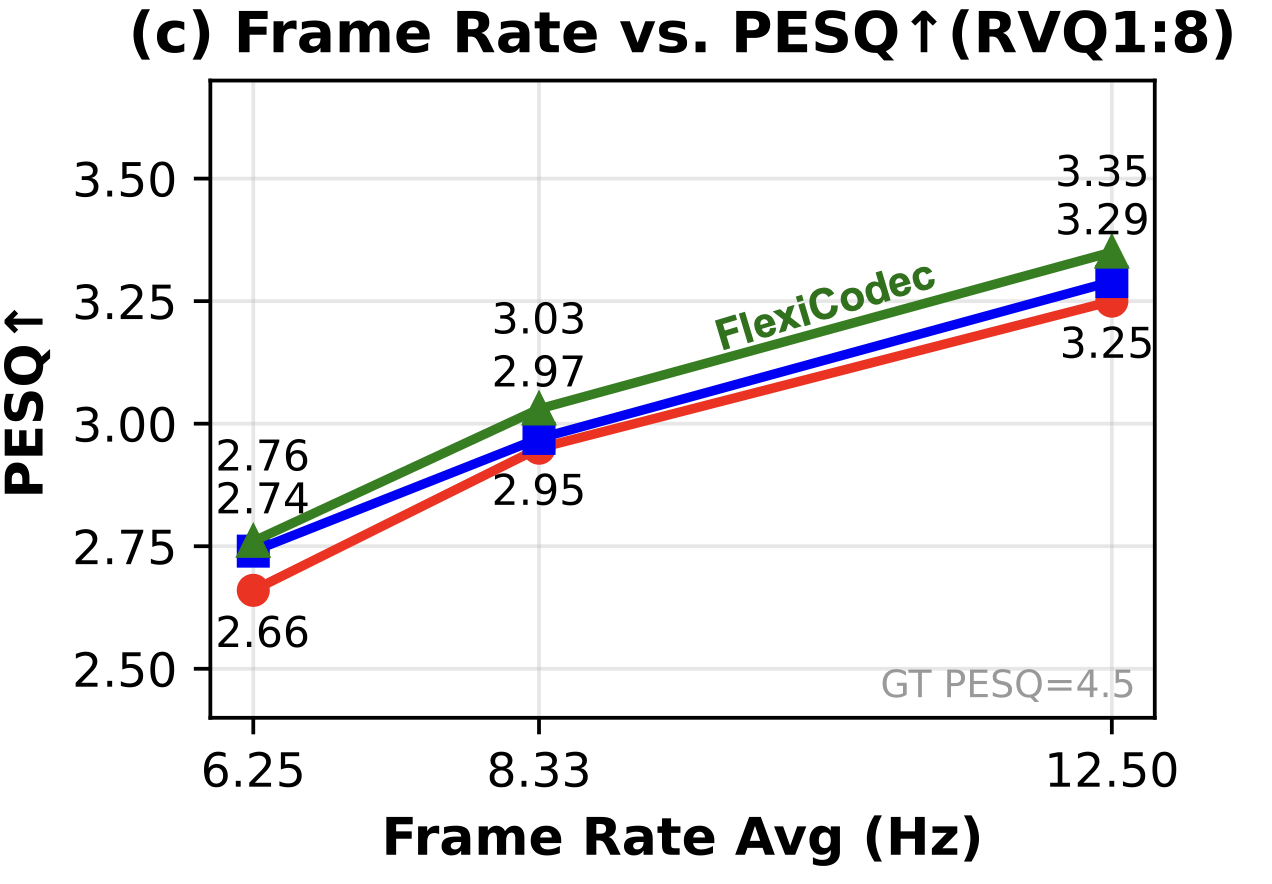 (c) Frame Rate vs. PESQ↑(RVQ1:8)
PESQ↑
3.50
3.25
3.00
2.75
2.50
2.76
2.74
2.66
3.03
2.97
2.95
FlexiCodec
3.35
3.29
3.25
GT PESQ=4.5
6.25 8.33 12.50
Frame Rate Avg (Hz)